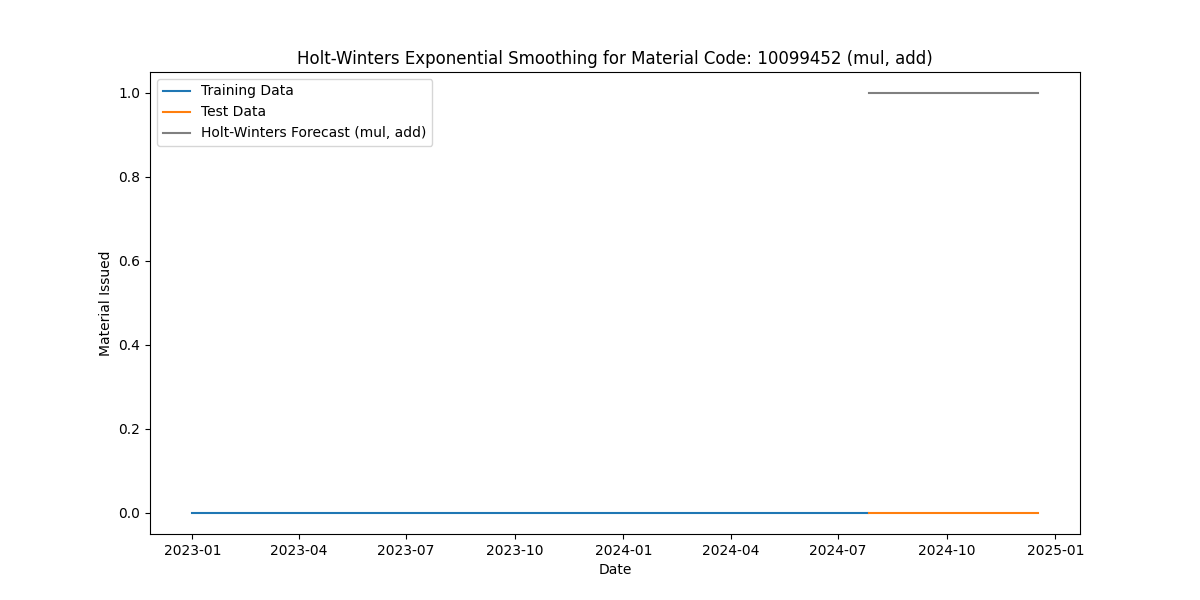 Holt-Winters Exponential Smoothing for Material Code: 10099452 (mul, add)
Training Data
Test Data
Holt-Winters Forecast (mul, add)
1.0
0.8
0.6
0.4
0.2
0.0
Material Issued
2023-01 2023-04 2023-07 2023-10 2024-01 2024-04 2024-07 2024-10 2025-01
Date